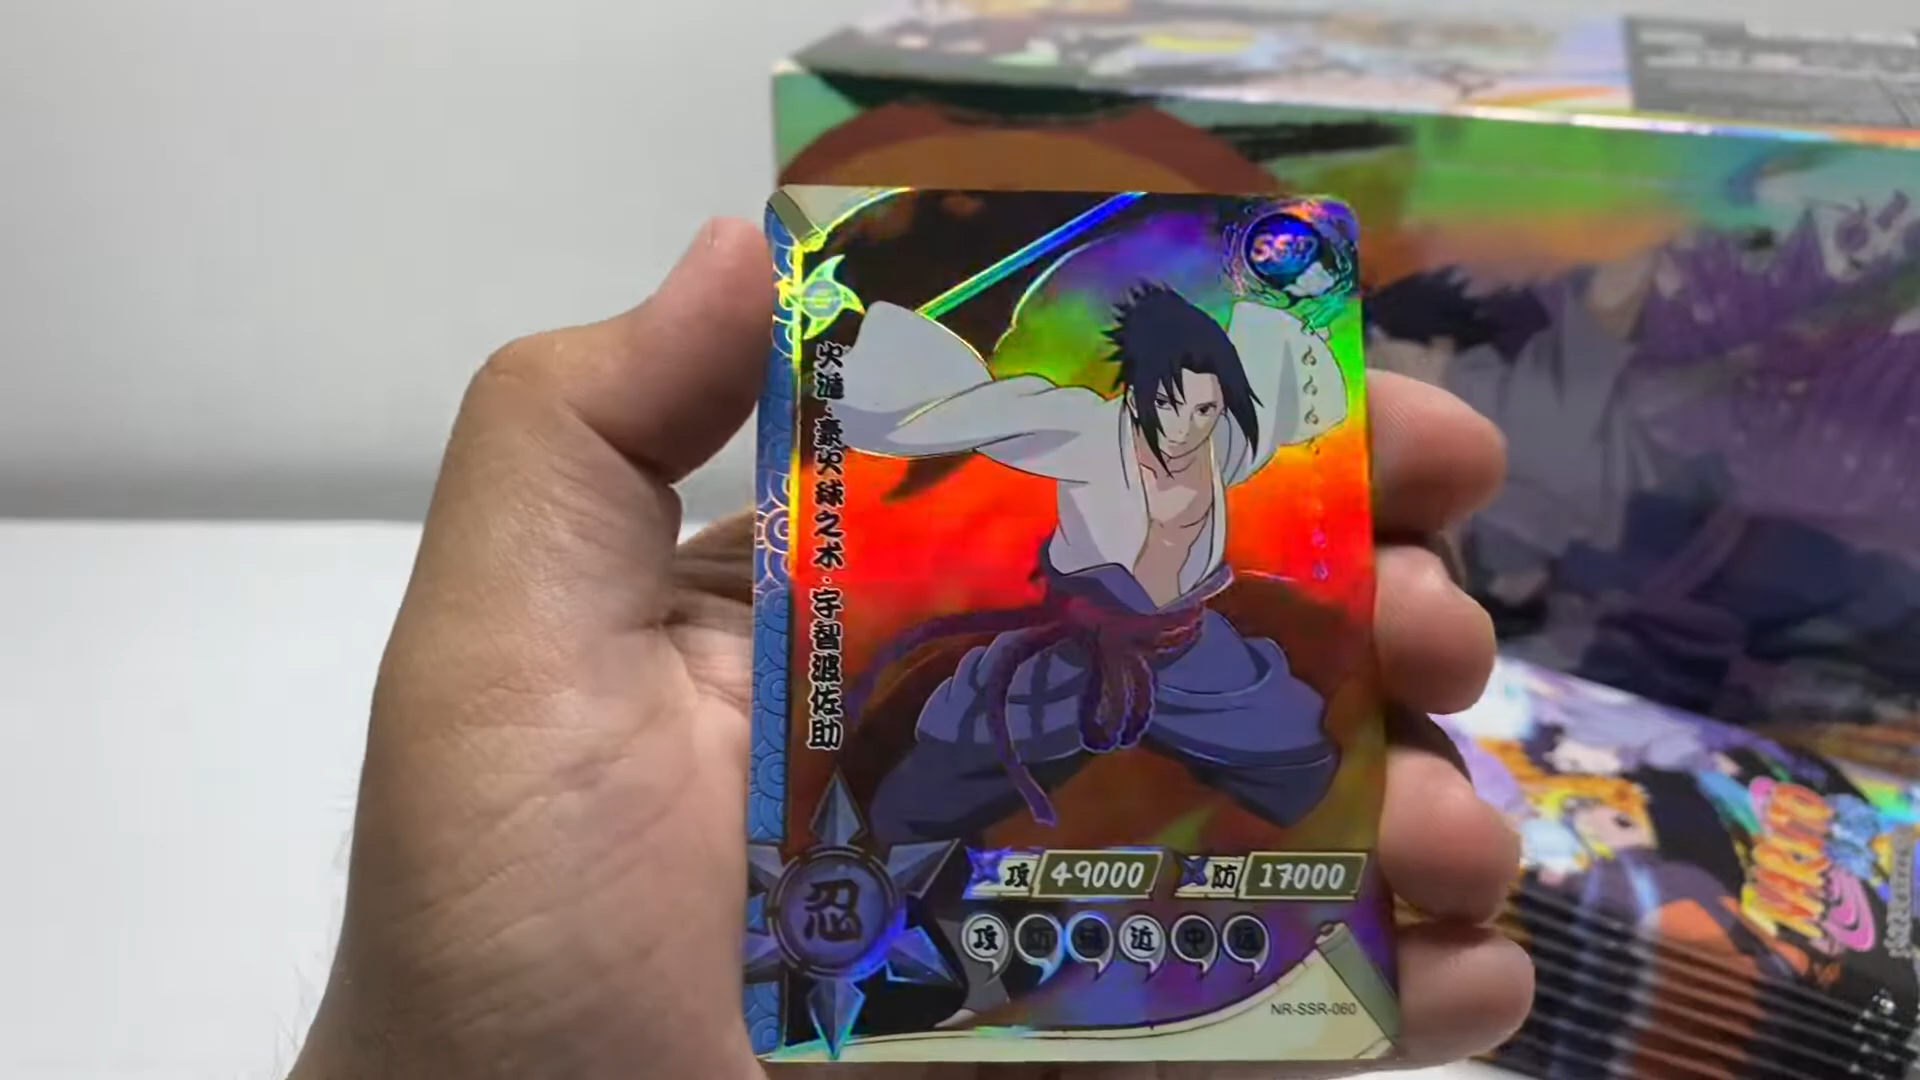 SSR
火遁·豪火球之术·宇智波佐助
攻 49000 防 17000
忍
攻 防 近 中 远
NR-SSR-060
NARUTO